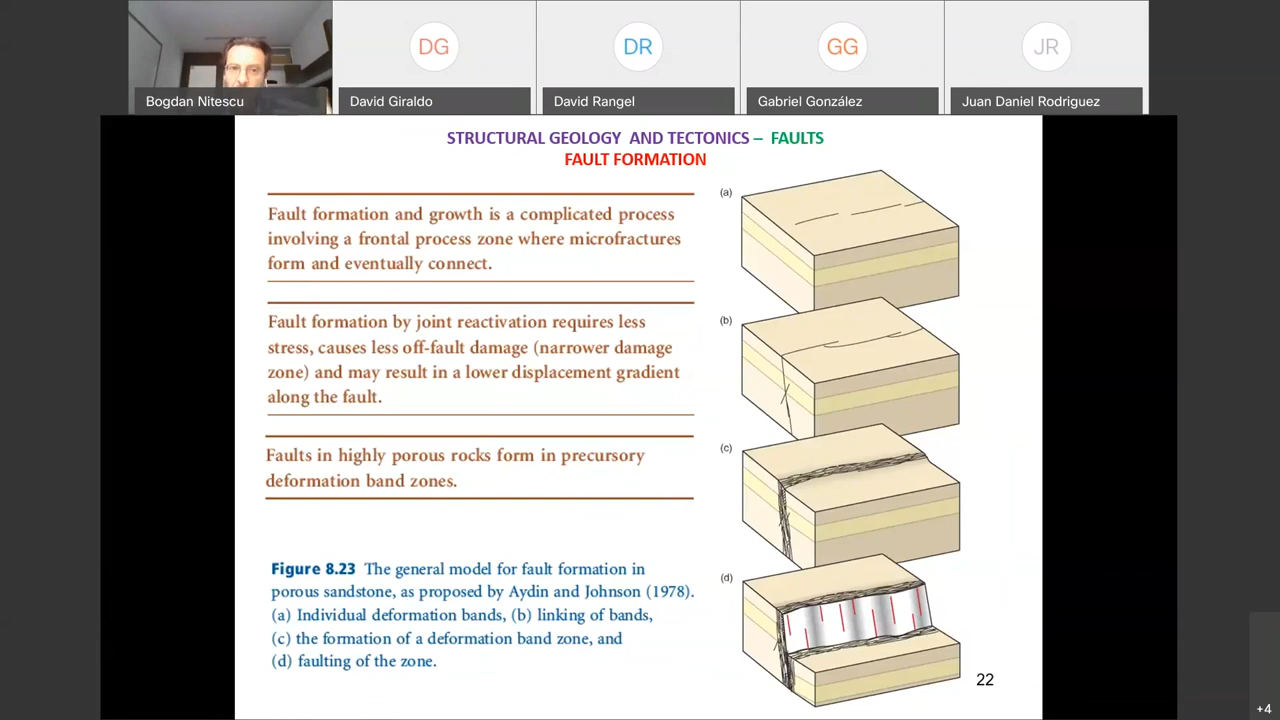 DG
DR
GG
JR
Bogdan Nitescu
David Giraldo
David Rangel
Gabriel González
Juan Daniel Rodriguez
STRUCTURAL GEOLOGY AND TECTONICS – FAULTS
FAULT FORMATION
Fault formation and growth is a complicated process
involving a frontal process zone where microfractures
form and eventually connect.
Fault formation by joint reactivation requires less
stress, causes less off-fault damage (narrower damage
zone) and may result in a lower displacement gradient
along the fault.
Faults in highly porous rocks form in precursory
deformation band zones.
Figure 8.23 The general model for fault formation in
porous sandstone, as proposed by Aydin and Johnson (1978).
(a) Individual deformation bands, (b) linking of bands,
(c) the formation of a deformation band zone, and
(d) faulting of the zone.
(a)
(b)
(c)
(d)
22
+4